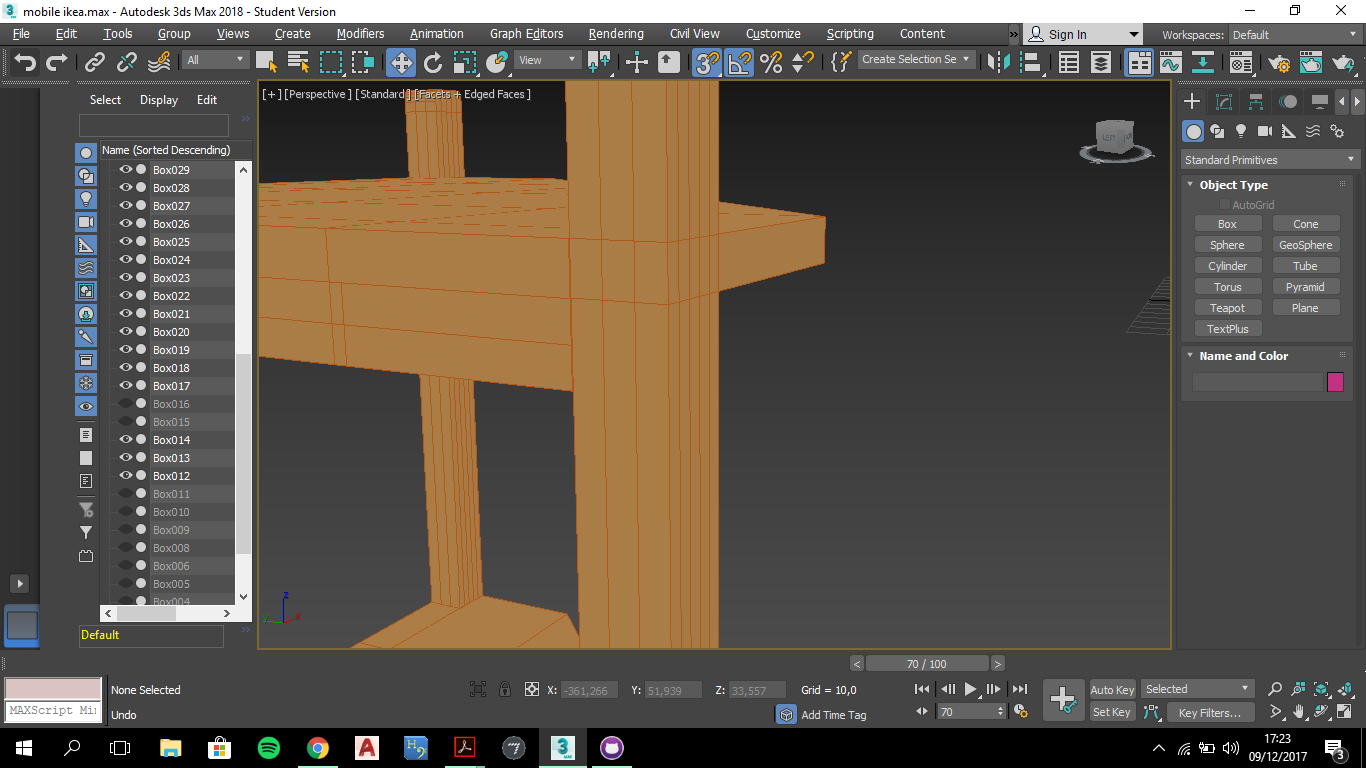 mobile ikea.max - Autodesk 3ds Max 2018 - Student Version
File Edit Tools Group Views Create Modifiers Animation Graph Editors Rendering Civil View Customize Scripting Content » Sign In Workspaces: Default
All View 3 Create Selection Se
Select Display Edit
[+] [Perspective ] [Standard ] [Facets + Edged Faces ]
LEFT
Name (Sorted Descending)
Box029
Box028
Box027
Box026
Box025
Box024
Box023
Box022
Box021
Box020
Box019
Box018
Box017
Box016
Box015
Box014
Box013
Box012
Box011
Box010
Box009
Box008
Box006
Box005
Box004
Default
z
y x
Standard Primitives
Object Type
AutoGrid
Box Cone
Sphere GeoSphere
Cylinder Tube
Torus Pyramid
Teapot Plane
TextPlus
Name and Color
< 70 / 100 >
None Selected X: -361,266 Y: 51,939 Z: 33,557 Grid = 10,0 Auto Key Selected
MAXScript Mi
Undo Add Time Tag 70 Set Key Key Filters...
17:23
09/12/2017
3